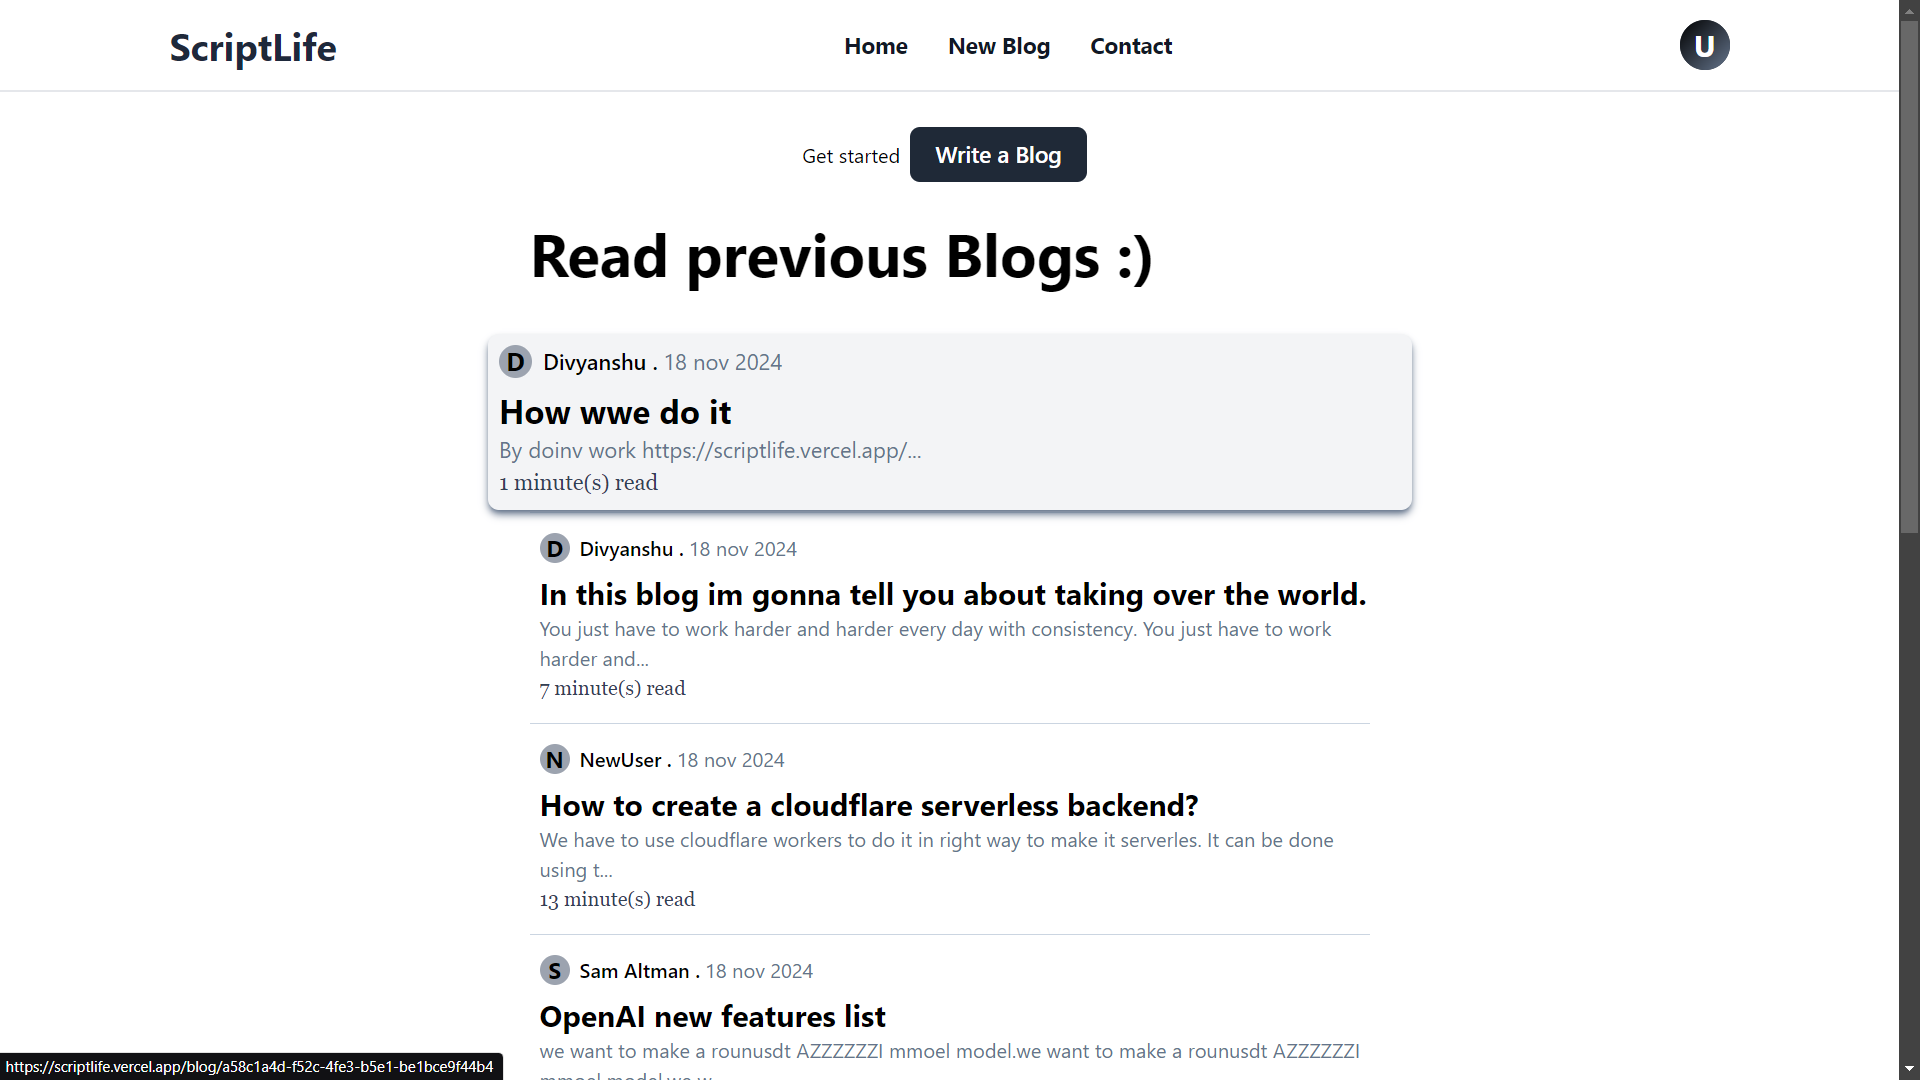 ScriptLife
Home New Blog Contact
U
Get started Write a Blog
Read previous Blogs :)
D Divyanshu . 18 nov 2024
How wwe do it
By doinv work https://scriptlife.vercel.app/...
1 minute(s) read
D Divyanshu . 18 nov 2024
In this blog im gonna tell you about taking over the world.
You just have to work harder and harder every day with consistency. You just have to work
harder and...
7 minute(s) read
N NewUser . 18 nov 2024
How to create a cloudflare serverless backend?
We have to use cloudflare workers to do it in right way to make it serverles. It can be done
using t...
13 minute(s) read
S Sam Altman . 18 nov 2024
OpenAI new features list
we want to make a rounusdt AZZZZZZI mmoel model.we want to make a rounusdt AZZZZZZI
mmoel model.we w...
https://scriptlife.vercel.app/blog/a58c1a4d-f52c-4fe3-b5e1-be1bce9f44b4